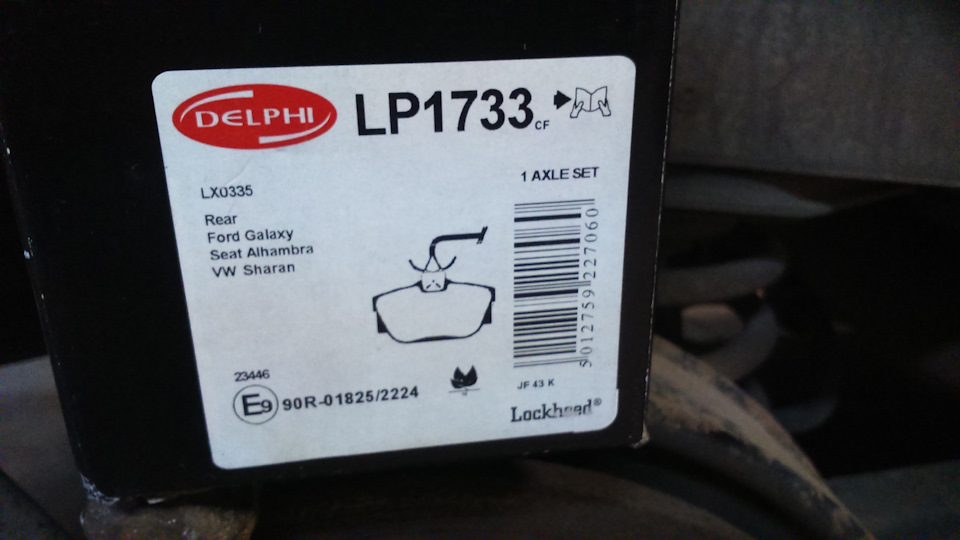 DELPHI
LP1733 CF
1 AXLE SET
LX0335
Rear
Ford Galaxy
Seat Alhambra
VW Sharan
5012759227060
23446
E9 90R-01825/2224
JF 43 K
Lockheed®